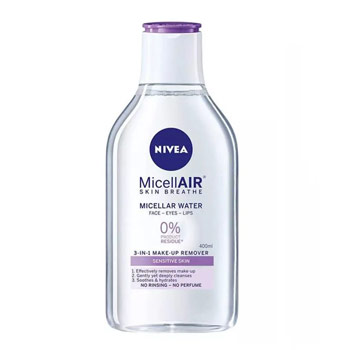 NIVEA
MicellAIR®
SKIN BREATHE
MICELLAR WATER
FACE – EYES – LIPS
0%
PRODUCT
RESIDUE*
400ml
3-IN-1 MAKE-UP REMOVER
SENSITIVE SKIN
1. Effectively removes make-up
2. Gently yet deeply cleanses
3. Soothes & hydrates
NO RINSING – NO PERFUME